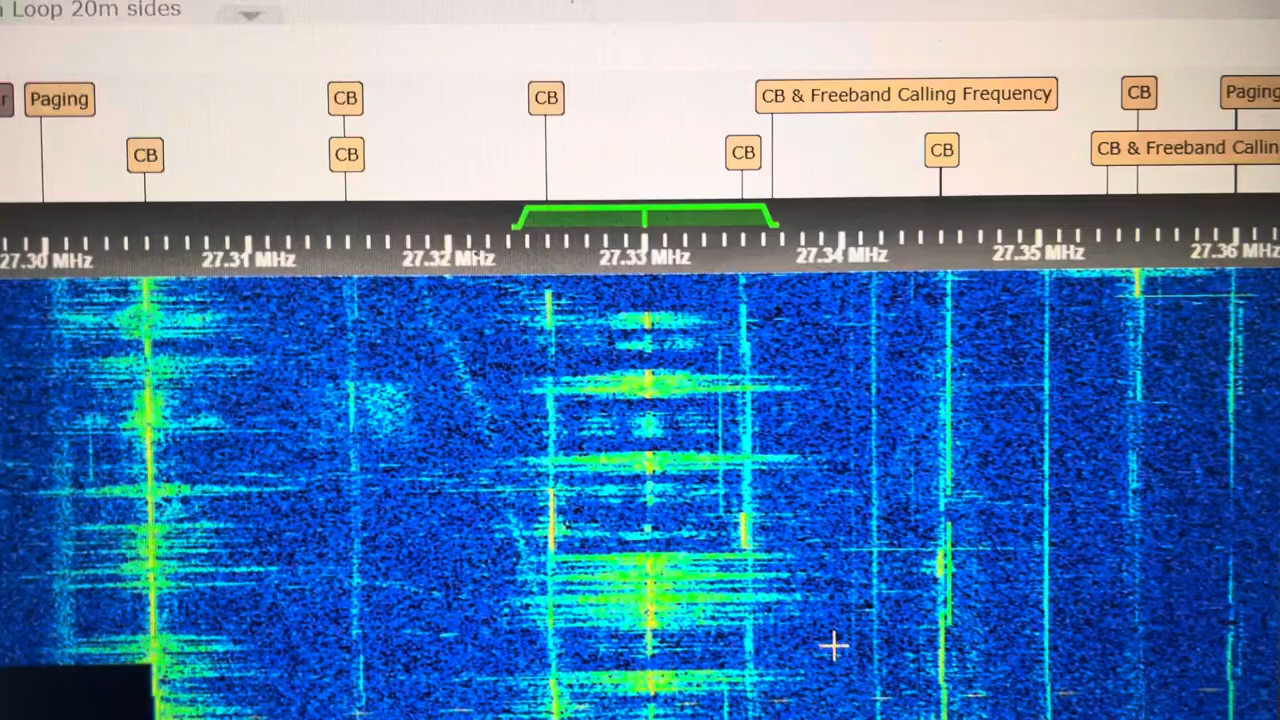 Loop 20m sides
Paging
CB
CB
CB & Freeband Calling Frequency
CB
Paging
CB
CB
CB
CB
CB & Freeband Callin
27.30 MHz
27.31 MHz
27.32 MHz
27.33 MHz
27.34 MHz
27.35 MHz
27.36 MHz